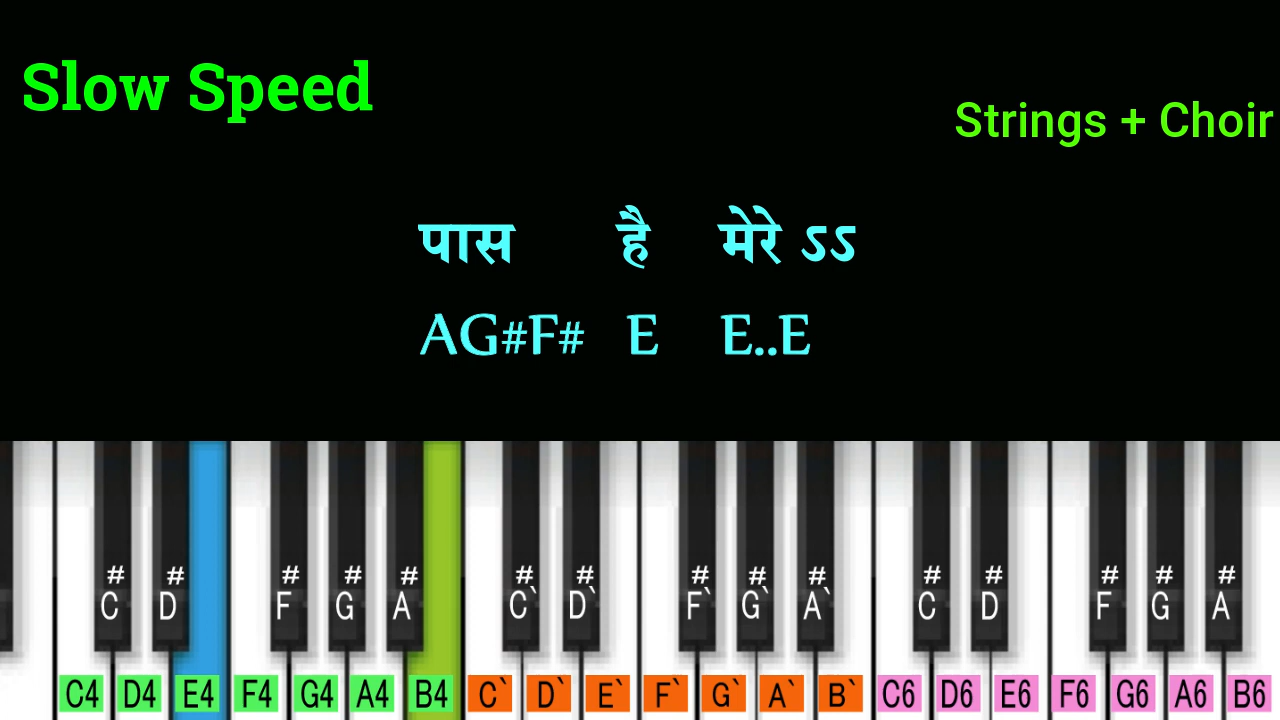 Slow Speed
Strings + Choir
पास है मेरे ऽऽ
AG#F# E E..E
# # # # # # # # # # # # # # #
C D F G A C` D` F` G` A` C D F G A
C4 D4 E4 F4 G4 A4 B4 C` D` E` F` G` A` B` C6 D6 E6 F6 G6 A6 B6